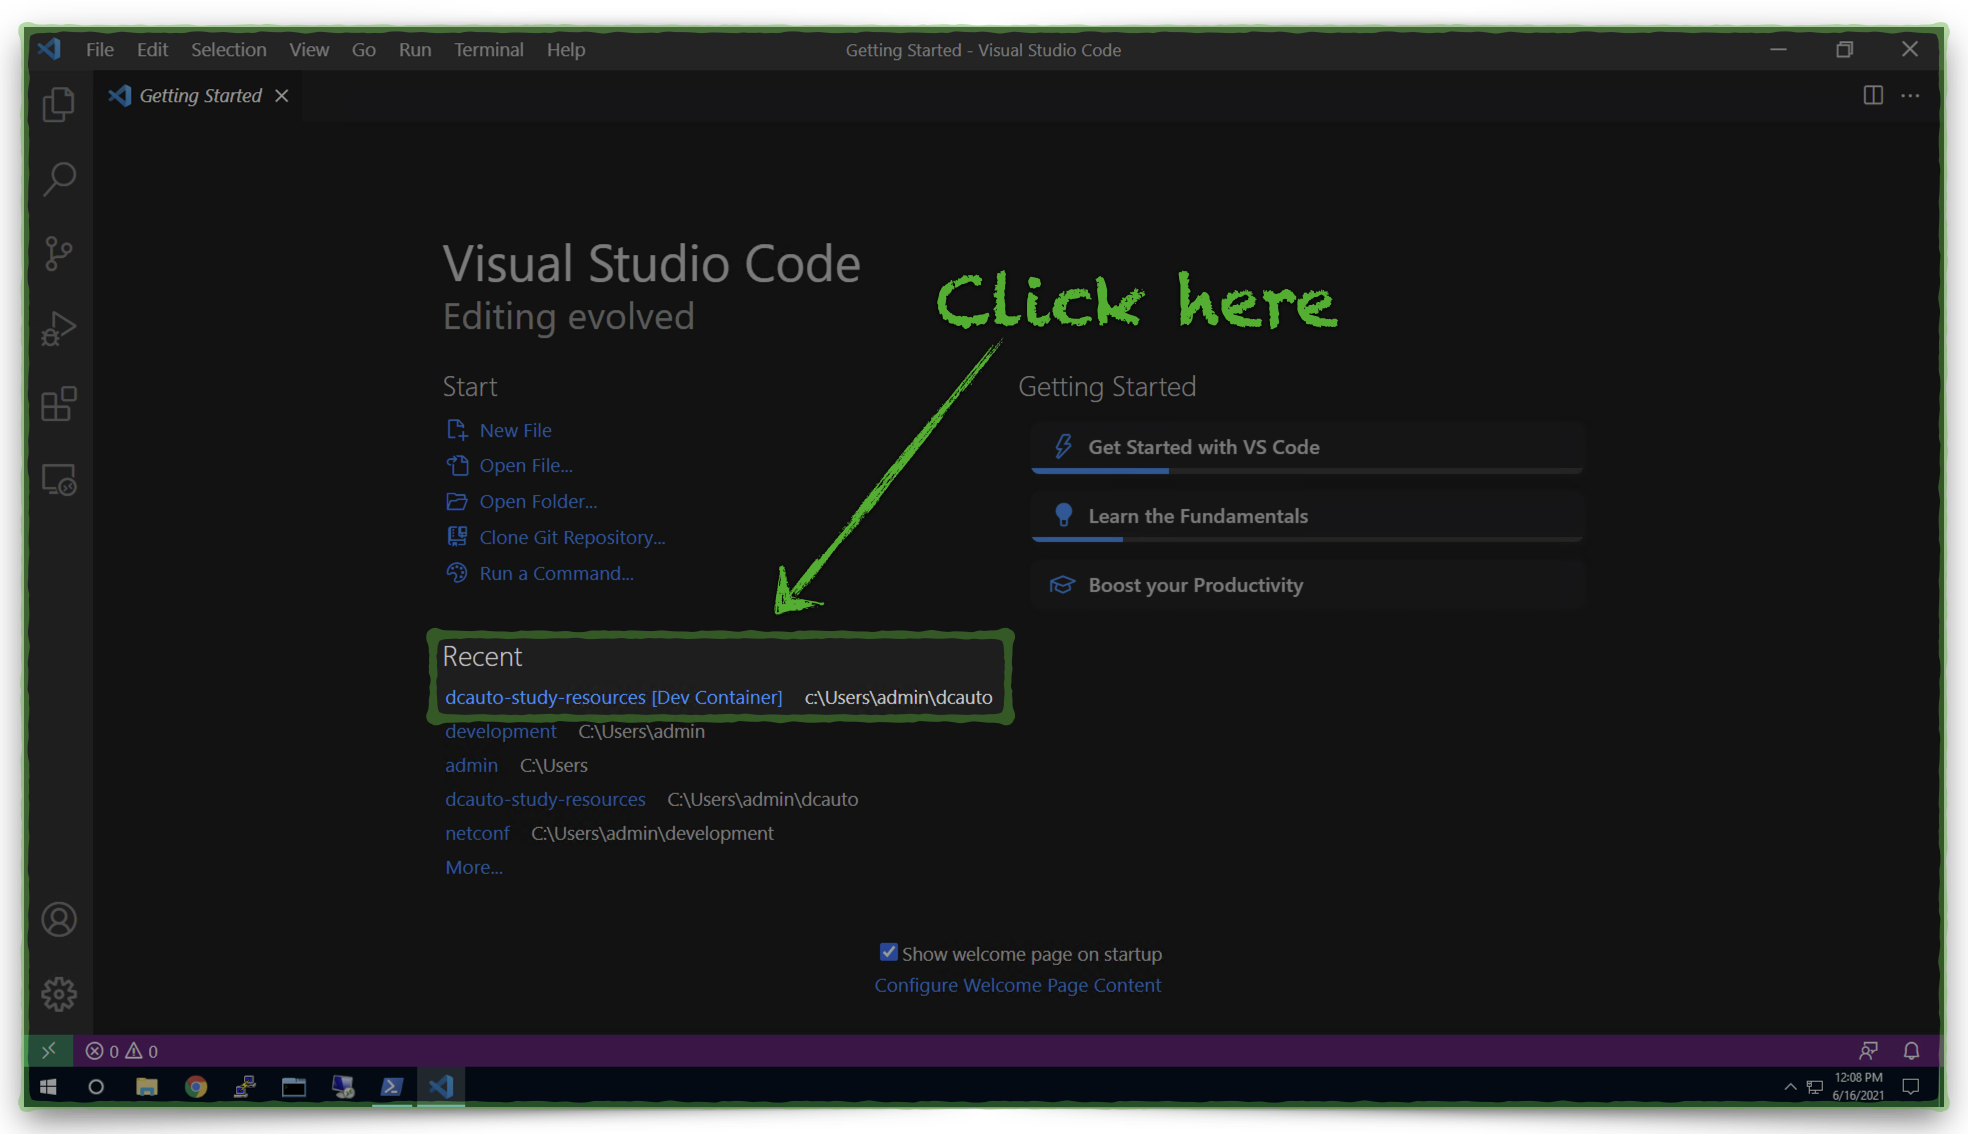 File Edit Selection View Go Run Terminal Help Getting Started - Visual Studio Code
Getting Started
Visual Studio Code
Editing evolved
Click here
Start
New File
Open File...
Open Folder...
Clone Git Repository...
Run a Command...
Getting Started
Get Started with VS Code
Learn the Fundamentals
Boost your Productivity
Recent
dcauto-study-resources [Dev Container] c:\Users\admin\dcauto
development C:\Users\admin
admin C:\Users
dcauto-study-resources C:\Users\admin\dcauto
netconf C:\Users\admin\development
More...
Show welcome page on startup
Configure Welcome Page Content
0 0
12:08 PM
6/16/2021